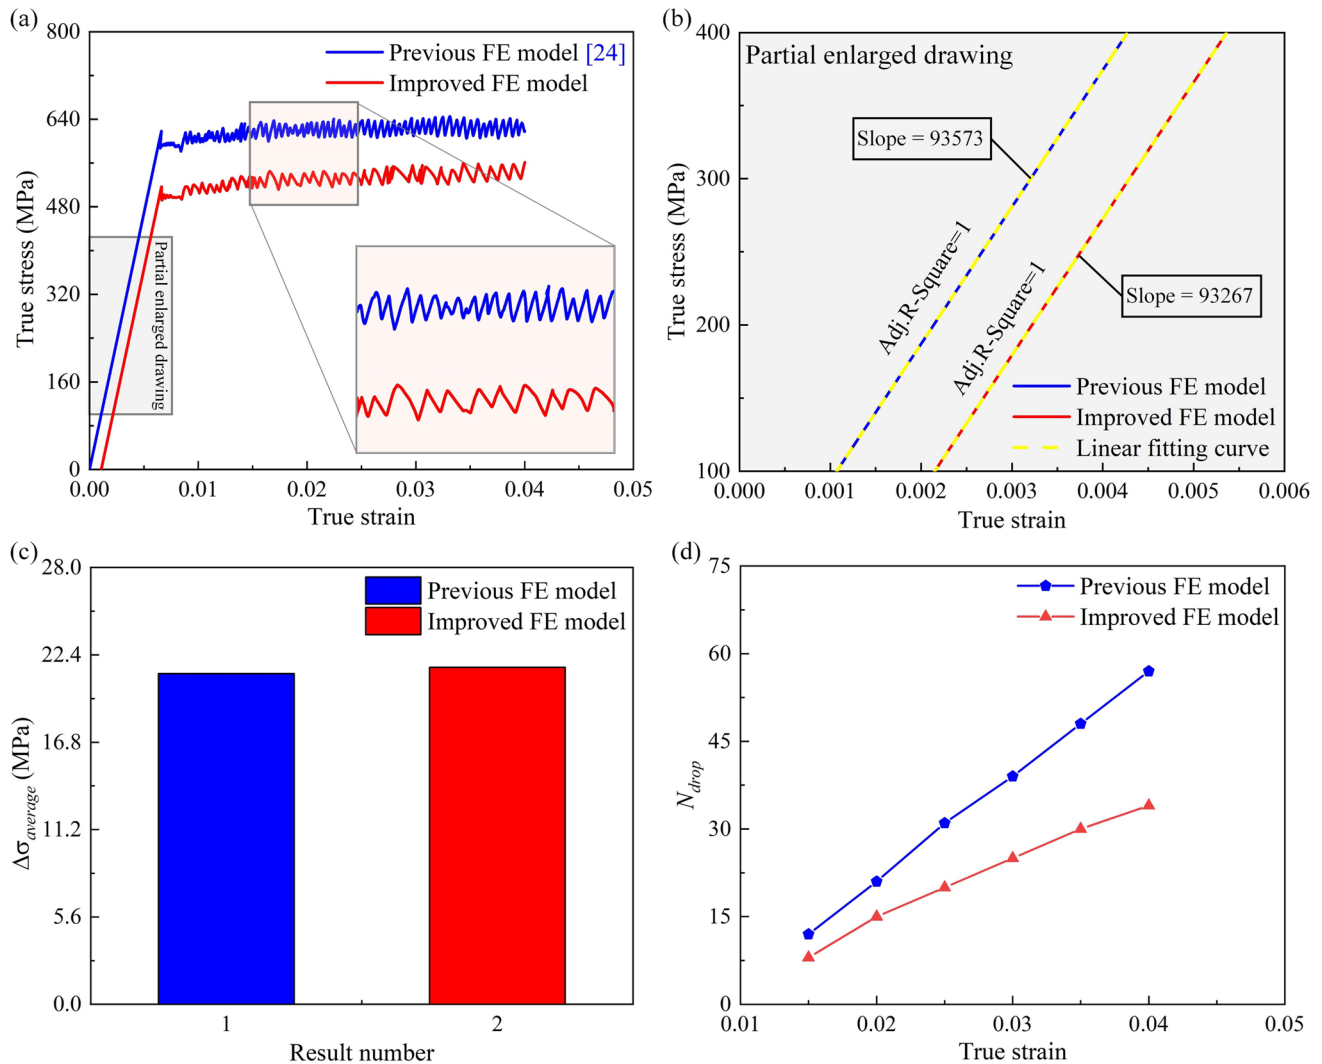 (a)
800
640
480
320
160
0
True stress (MPa)
Previous FE model [24]
Improved FE model
Partial enlarged drawing
0.00 0.01 0.02 0.03 0.04 0.05
True strain
(b)
400
300
200
100
True stress (MPa)
Partial enlarged drawing
Slope = 93573
Adj.R-Square=1
Adj.R-Square=1
Slope = 93267
Previous FE model
Improved FE model
Linear fitting curve
0.000 0.001 0.002 0.003 0.004 0.005 0.006
True strain
(c)
28.0
22.4
16.8
11.2
5.6
0.0
Δσaverage (MPa)
Previous FE model
Improved FE model
1 2
Result number
(d)
75
60
45
30
15
0
Ndrop
Previous FE model
Improved FE model
0.01 0.02 0.03 0.04 0.05
True strain